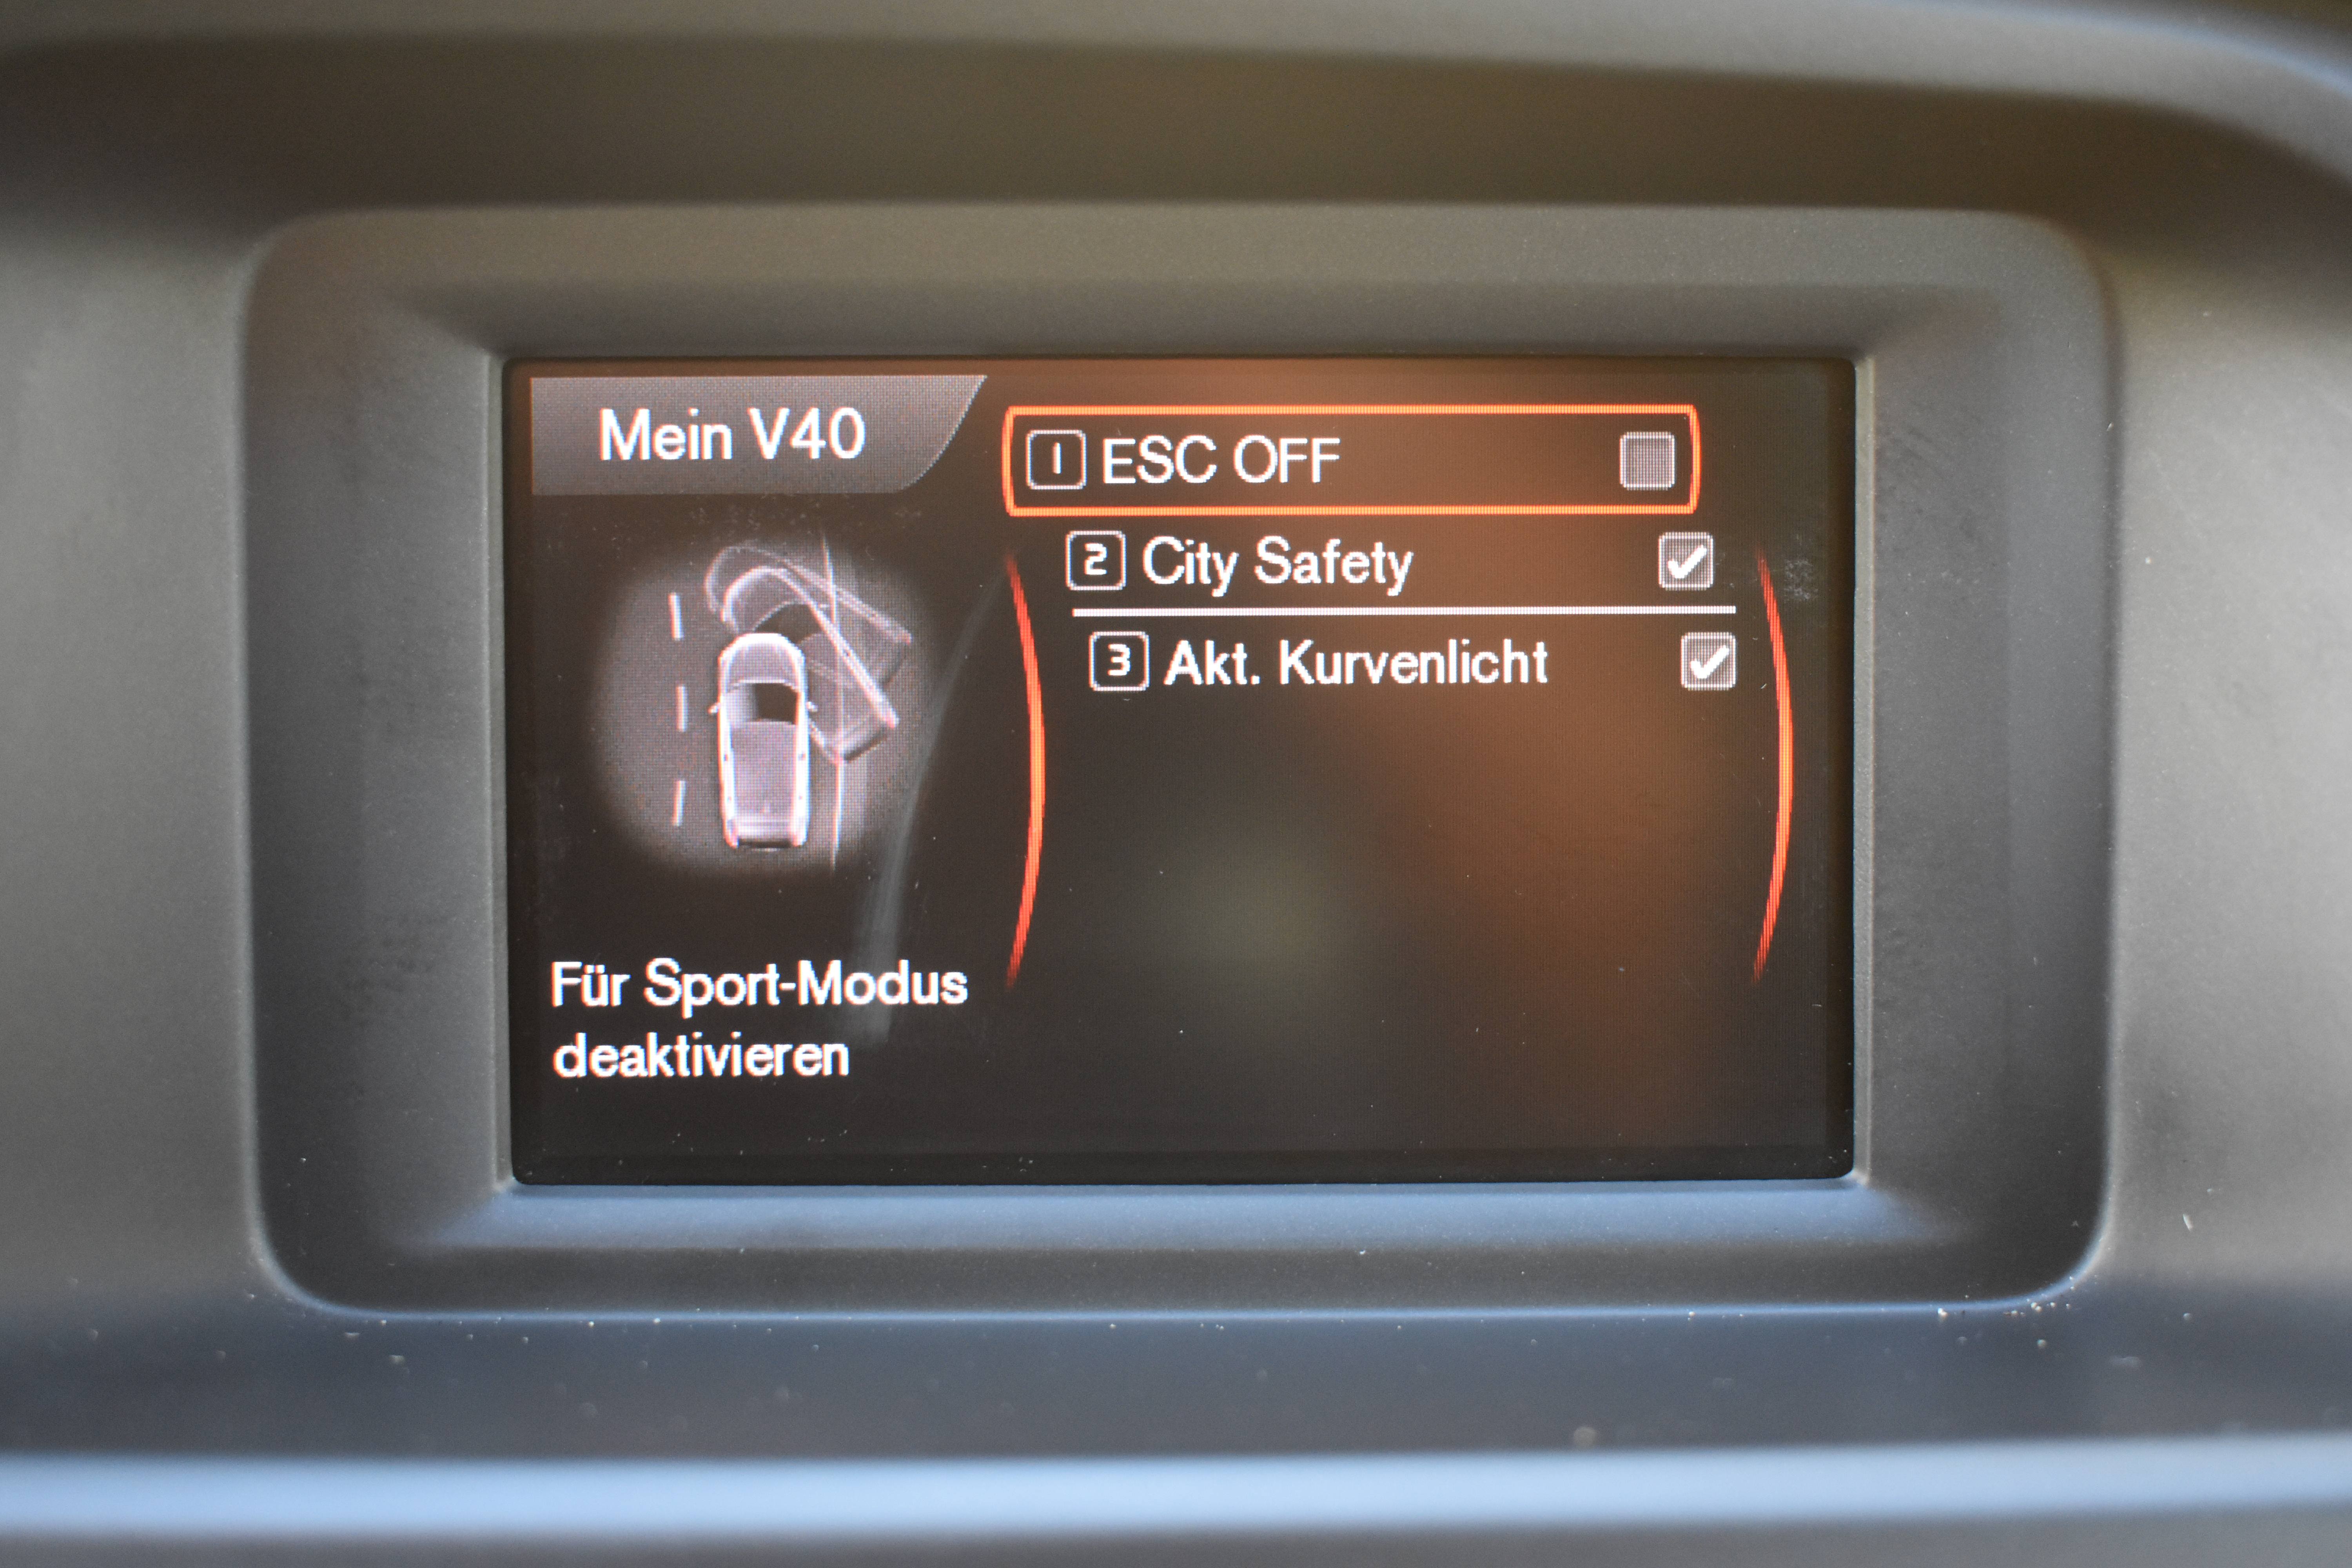 Mein V40
1 ESC OFF
2 City Safety
3 Akt. Kurvenlicht
Für Sport-Modus
deaktivieren